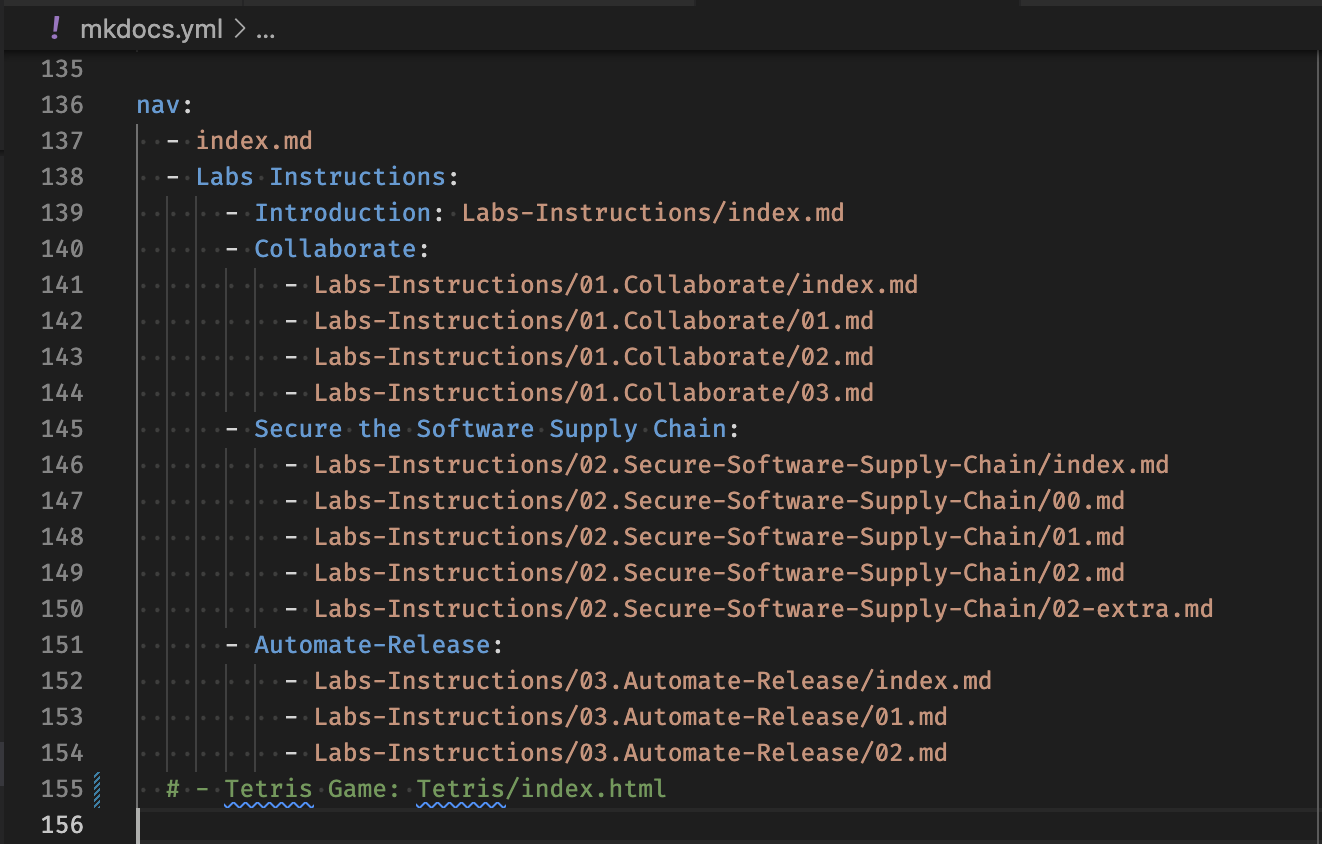 ! mkdocs.yml > ...
135
136 nav:
137 - index.md
138 - Labs Instructions:
139 - Introduction: Labs-Instructions/index.md
140 - Collaborate:
141 - Labs-Instructions/01.Collaborate/index.md
142 - Labs-Instructions/01.Collaborate/01.md
143 - Labs-Instructions/01.Collaborate/02.md
144 - Labs-Instructions/01.Collaborate/03.md
145 - Secure the Software Supply Chain:
146 - Labs-Instructions/02.Secure-Software-Supply-Chain/index.md
147 - Labs-Instructions/02.Secure-Software-Supply-Chain/00.md
148 - Labs-Instructions/02.Secure-Software-Supply-Chain/01.md
149 - Labs-Instructions/02.Secure-Software-Supply-Chain/02.md
150 - Labs-Instructions/02.Secure-Software-Supply-Chain/02-extra.md
151 - Automate-Release:
152 - Labs-Instructions/03.Automate-Release/index.md
153 - Labs-Instructions/03.Automate-Release/01.md
154 - Labs-Instructions/03.Automate-Release/02.md
155 # - Tetris Game: Tetris/index.html
156